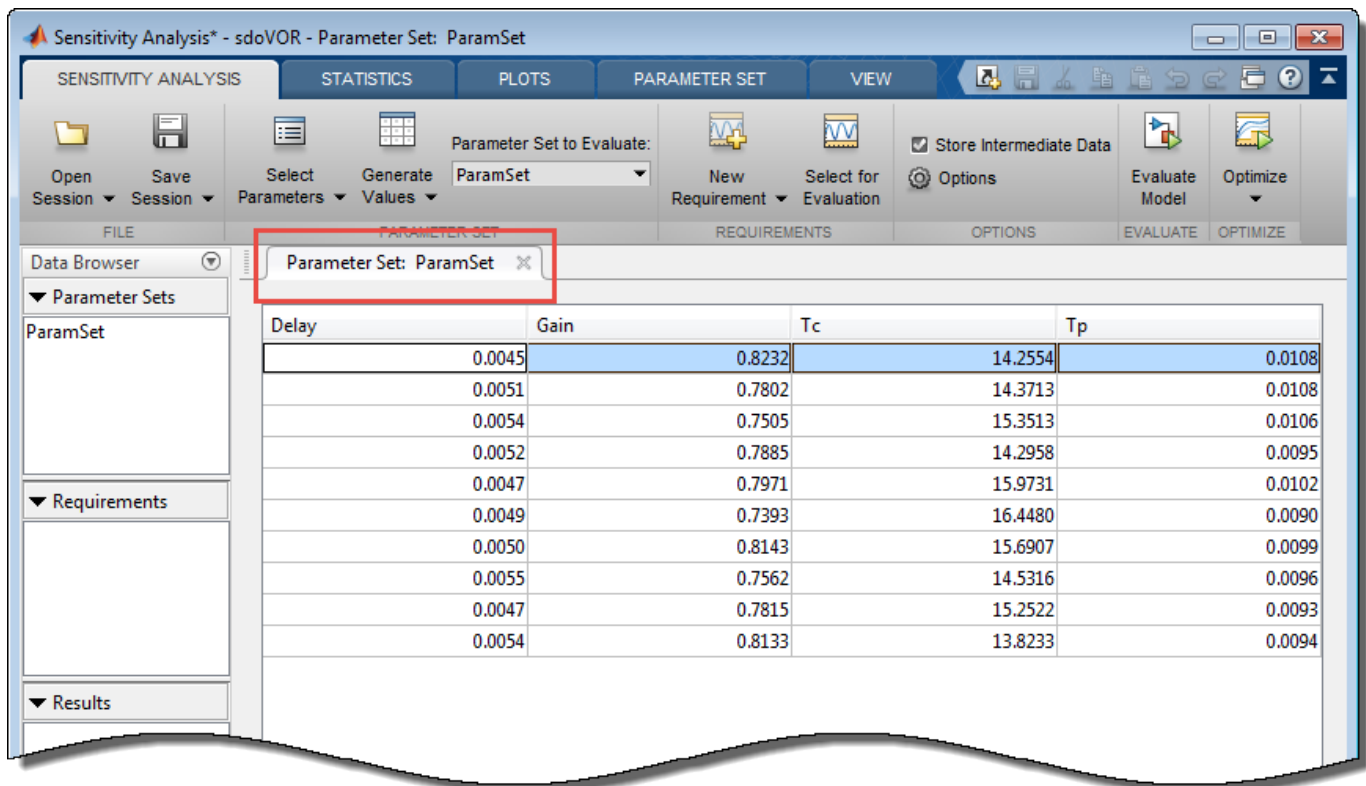 Sensitivity Analysis* - sdoVOR - Parameter Set: ParamSet
SENSITIVITY ANALYSIS STATISTICS PLOTS PARAMETER SET VIEW
Open Session
Save Session
Select Parameters
Generate Values
Parameter Set to Evaluate:
ParamSet
New Requirement
Select for Evaluation
Store Intermediate Data
Options
Evaluate Model
Optimize
FILE PARAMETER SET REQUIREMENTS OPTIONS EVALUATE OPTIMIZE
Data Browser
Parameter Set: ParamSet
Parameter Sets
ParamSet
Requirements
Results
Delay Gain Tc Tp
0.0045 0.8232 14.2554 0.0108
0.0051 0.7802 14.3713 0.0108
0.0054 0.7505 15.3513 0.0106
0.0052 0.7885 14.2958 0.0095
0.0047 0.7971 15.9731 0.0102
0.0049 0.7393 16.4480 0.0090
0.0050 0.8143 15.6907 0.0099
0.0055 0.7562 14.5316 0.0096
0.0047 0.7815 15.2522 0.0093
0.0054 0.8133 13.8233 0.0094